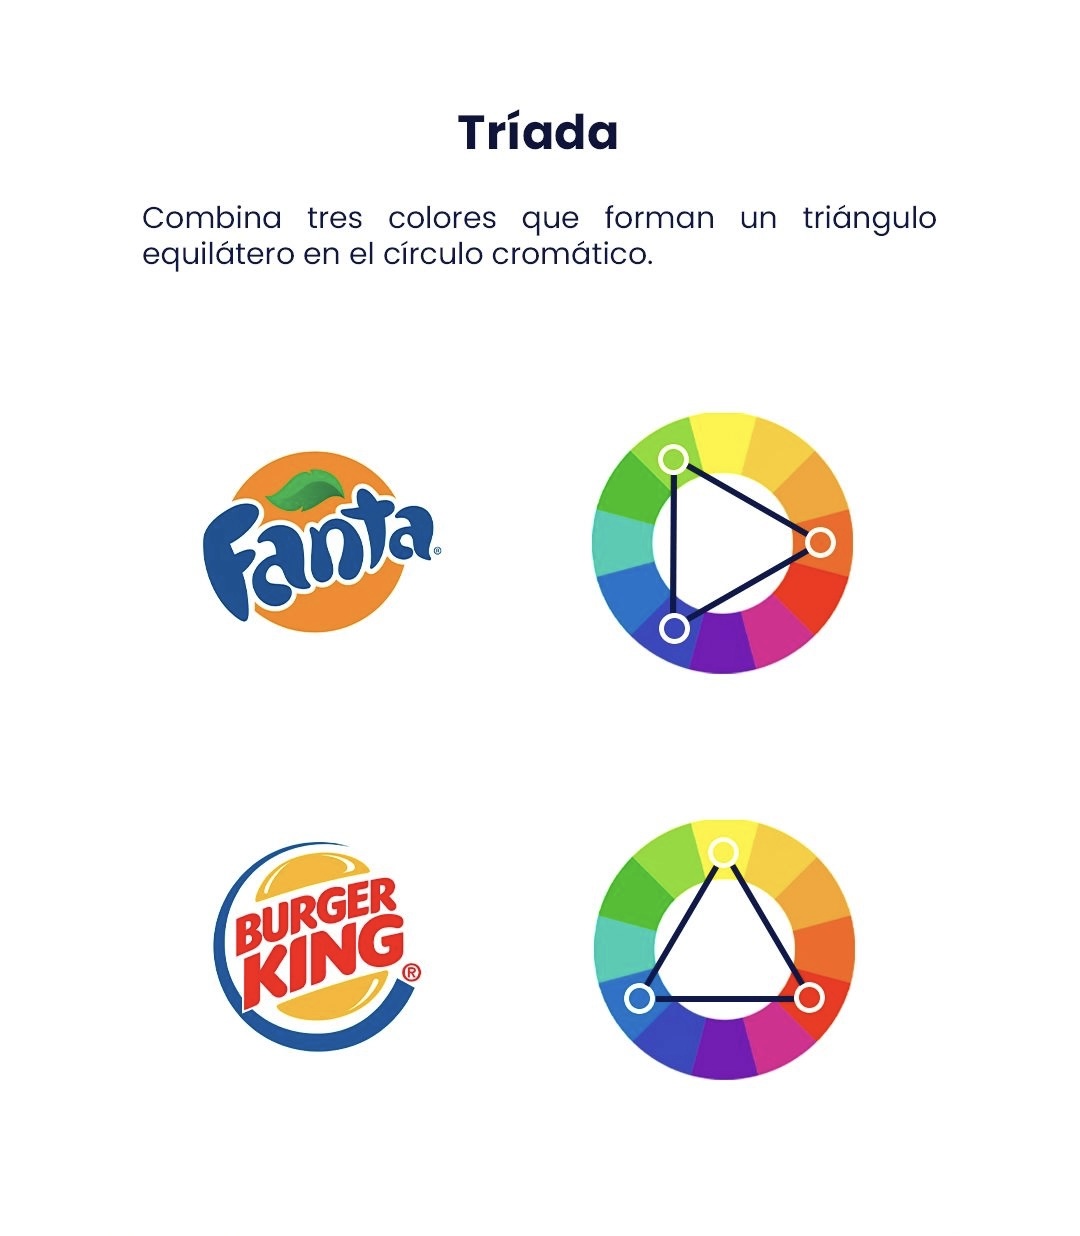 Tríada
Combina tres colores que forman un triángulo
equilátero en el círculo cromático.
Fanta®
BURGER
KING®